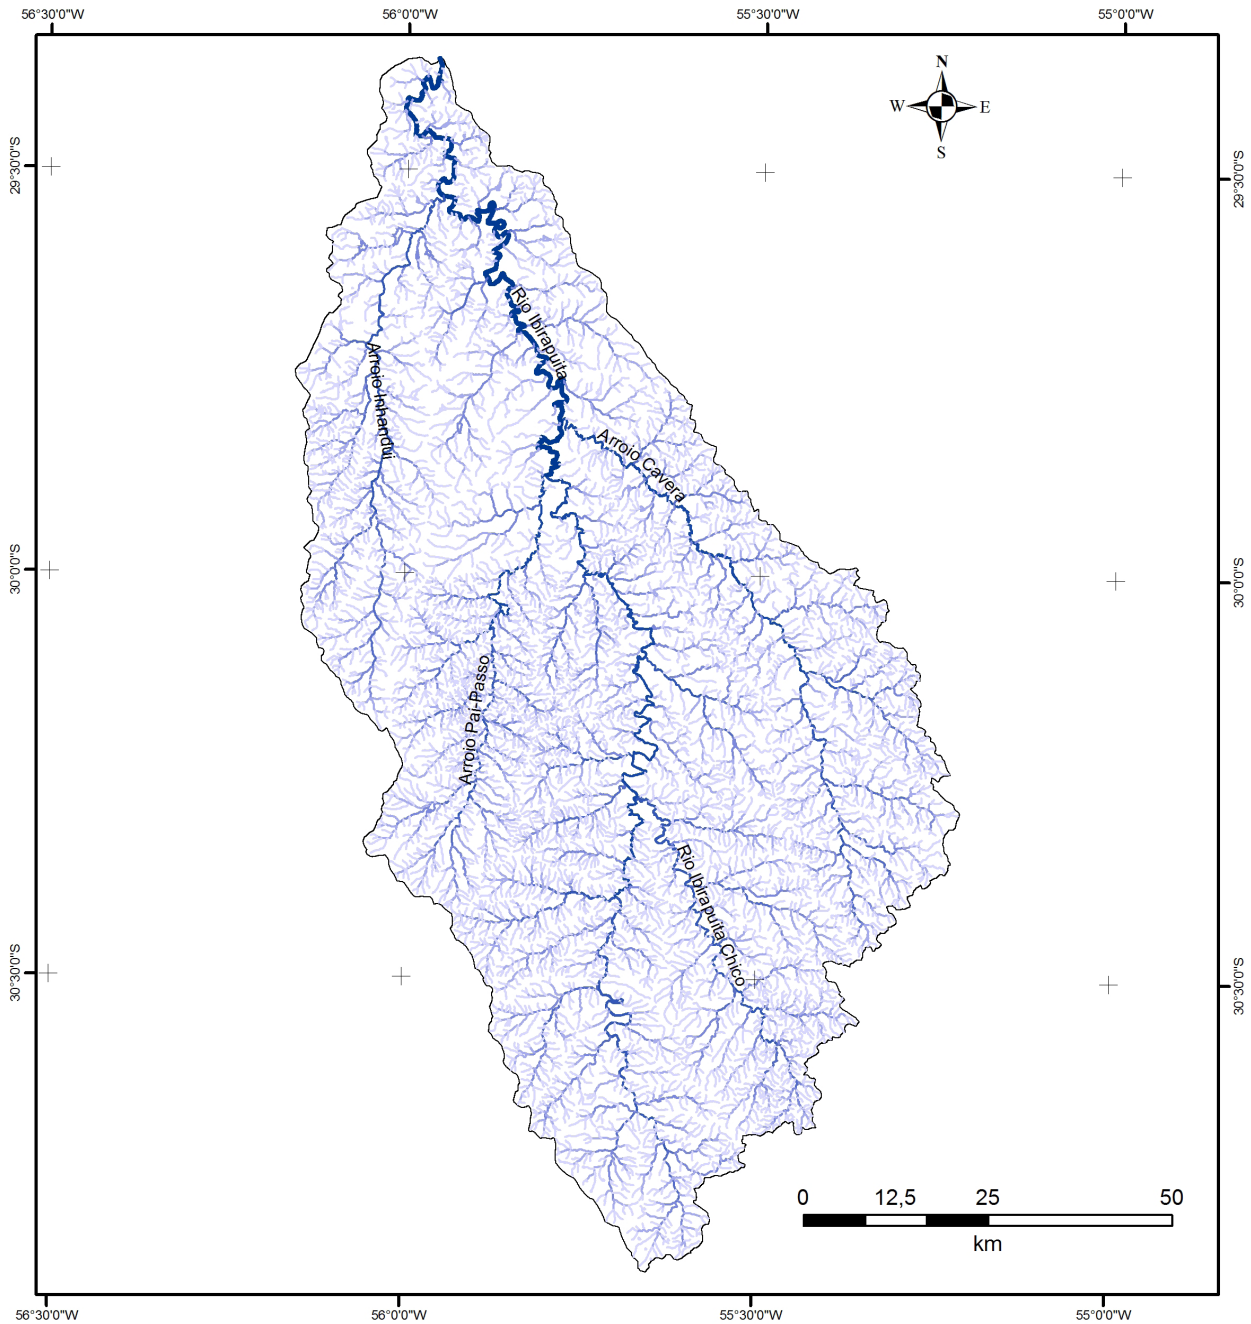 56°30'0"W 56°0'0"W 55°30'0"W 55°0'0"W
N
W E
S
29°30'0"S 29°30'0"S
Rio Ibirapuita
Arroio Inhandui
Arroio Cavera
30°0'0"S 30°0'0"S
Arroio Pai-Passo
Rio Ibirapuita Chico
30°30'0"S 30°30'0"S
0 12,5 25 50
km
56°30'0"W 56°0'0"W 55°30'0"W 55°0'0"W